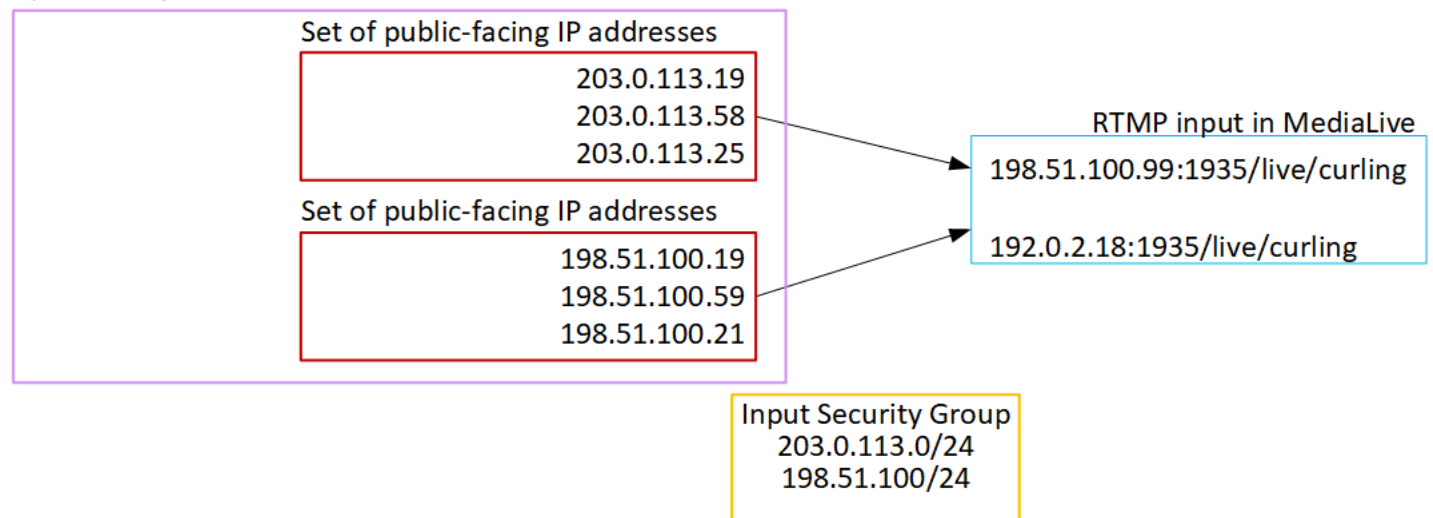 Set of public-facing IP addresses
203.0.113.19
203.0.113.58
203.0.113.25
RTMP input in MediaLive
198.51.100.99:1935/live/curling
192.0.2.18:1935/live/curling
Set of public-facing IP addresses
198.51.100.19
198.51.100.59
198.51.100.21
Input Security Group
203.0.113.0/24
198.51.100/24